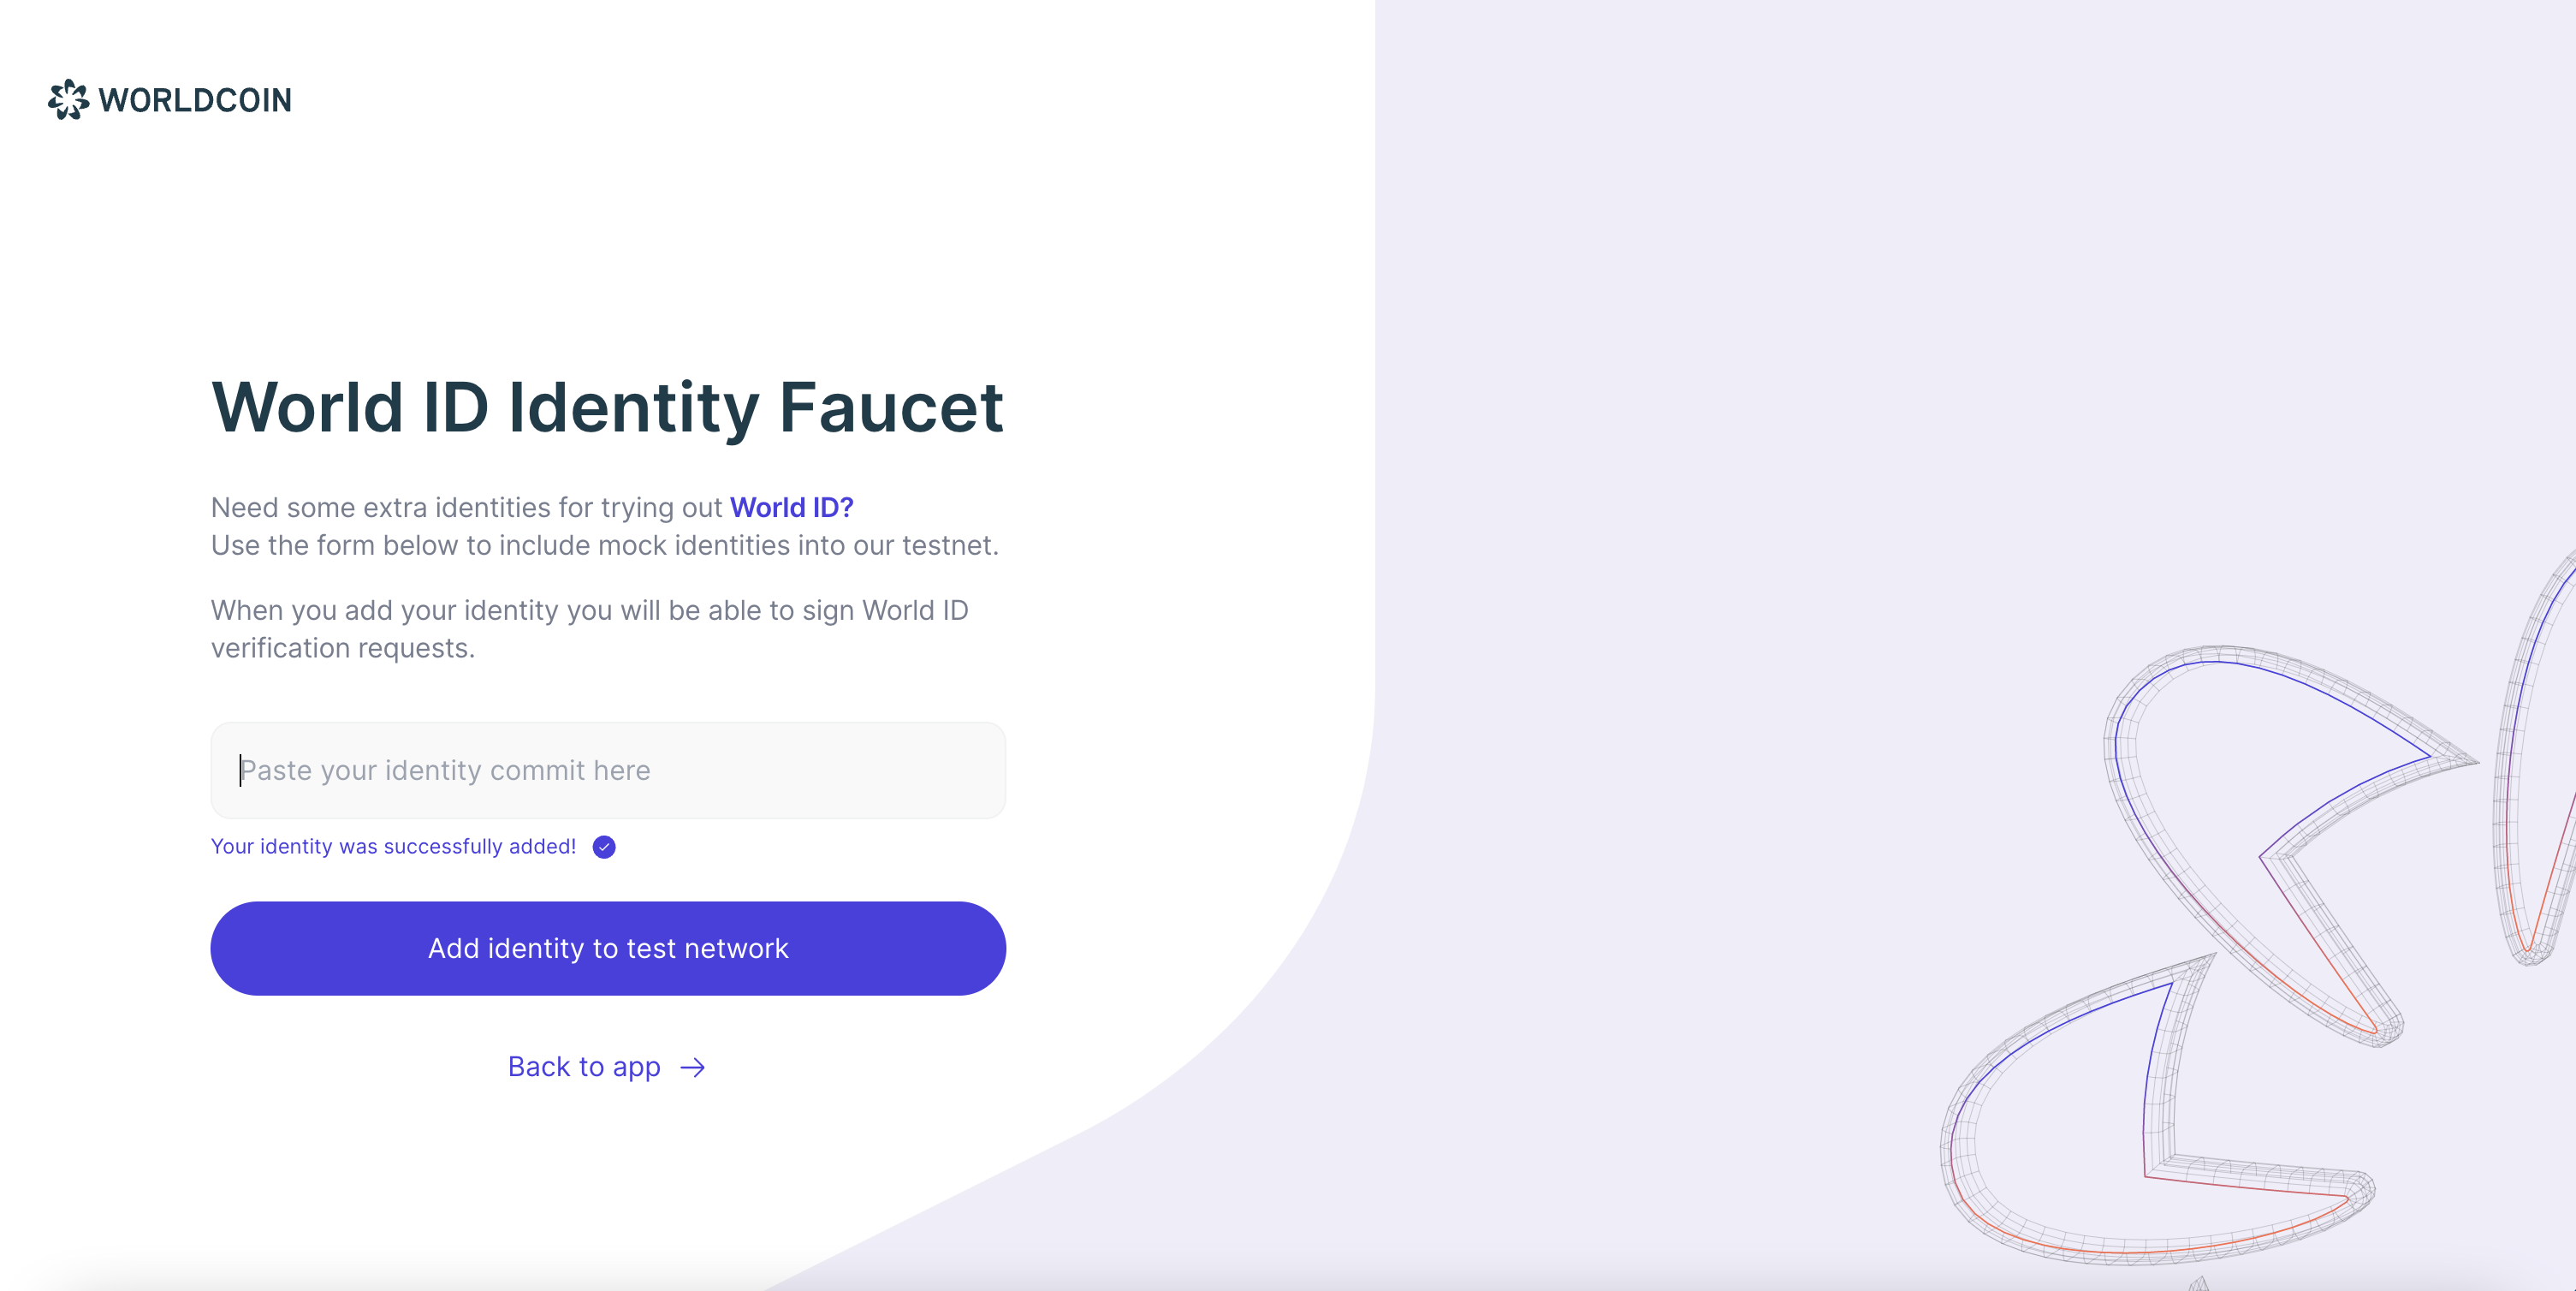 WORLDCOIN
World ID Identity Faucet
Need some extra identities for trying out World ID?
Use the form below to include mock identities into our testnet.
When you add your identity you will be able to sign World ID
verification requests.
Paste your identity commit here
Your identity was successfully added!
Add identity to test network
Back to app